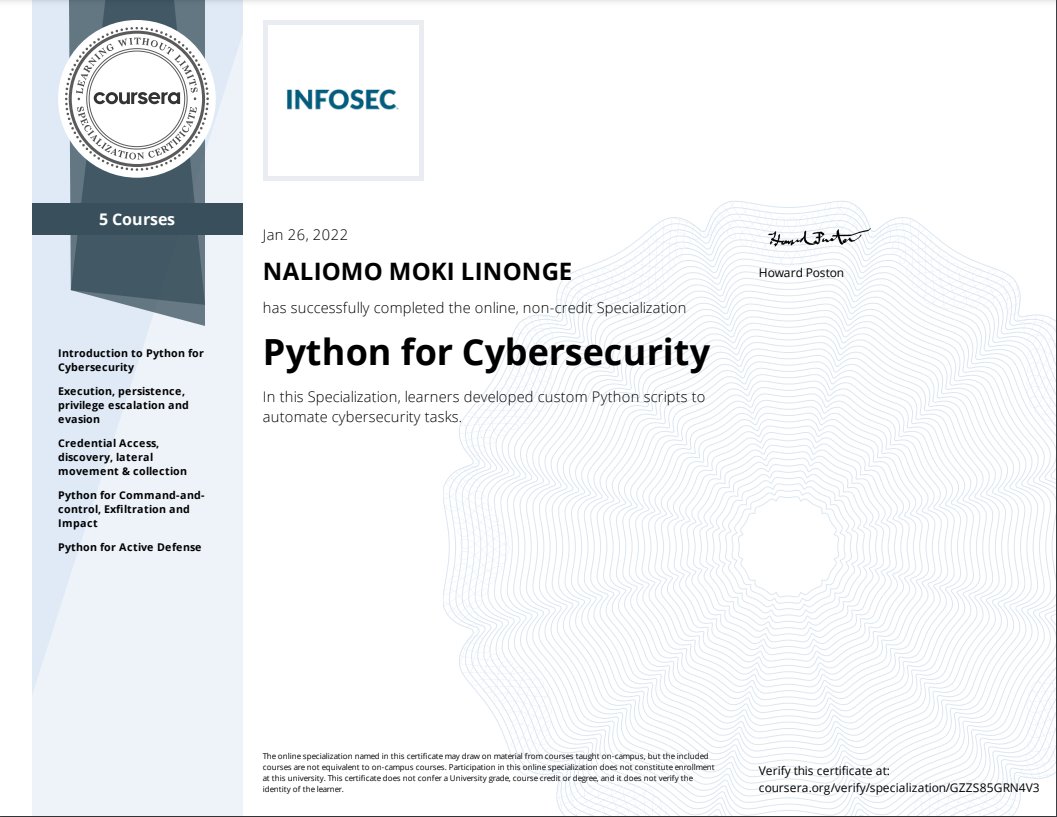 LEARNING WITHOUT LIMITS
coursera
SPECIALIZATION CERTIFICATE
INFOSEC
5 Courses
Introduction to Python for
Cybersecurity
Execution, persistence,
privilege escalation and
evasion
Credential Access,
discovery, lateral
movement & collection
Python for Command-and-
control, Exfiltration and
Impact
Python for Active Defense
Jan 26, 2022
NALIOMO MOKI LINONGE
has successfully completed the online, non-credit Specialization
Python for Cybersecurity
In this Specialization, learners developed custom Python scripts to
automate cybersecurity tasks.
Howard Poston
Howard Poston
The online specialization named in this certificate may draw on material from courses taught on-campus, but the included
courses are not equivalent to on-campus courses. Participation in this online specialization does not constitute enrollment
at this university. This certificate does not confer a University grade, course credit or degree, and it does not verify the
identity of the learner.
Verify this certificate at:
coursera.org/verify/specialization/GZZS85GRN4V3